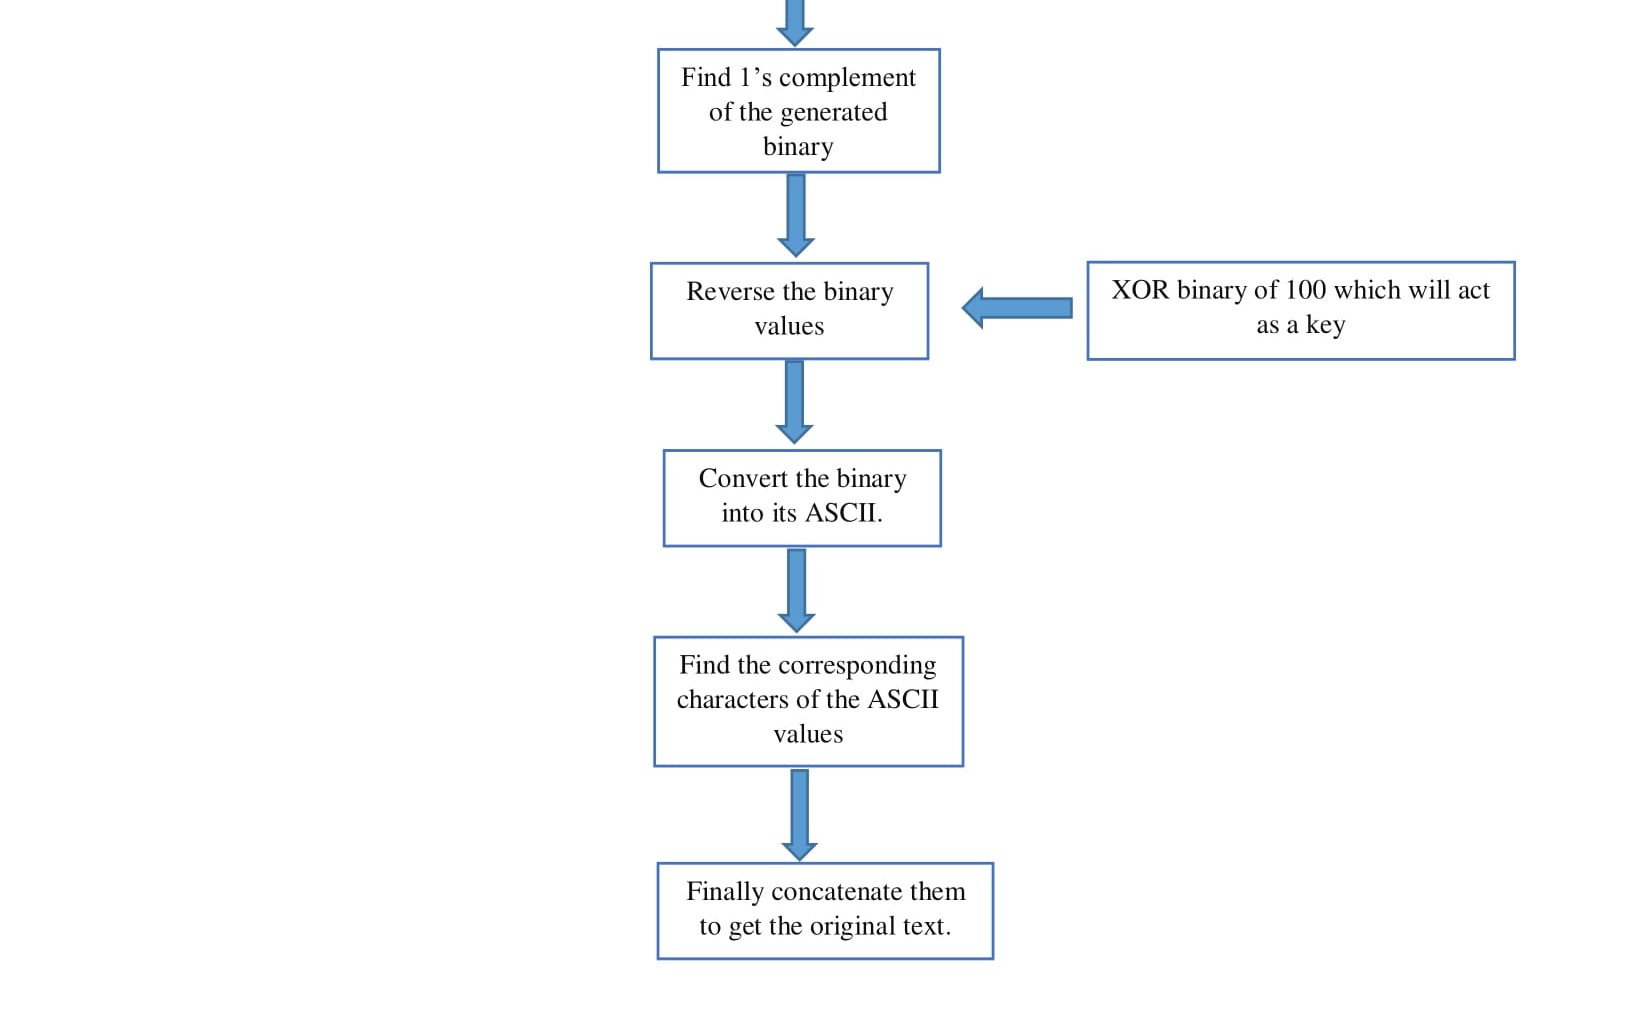 Find 1’s complement
of the generated
binary
Reverse the binary
values
XOR binary of 100 which will act
as a key
Convert the binary
into its ASCII.
Find the corresponding
characters of the ASCII
values
Finally concatenate them
to get the original text.